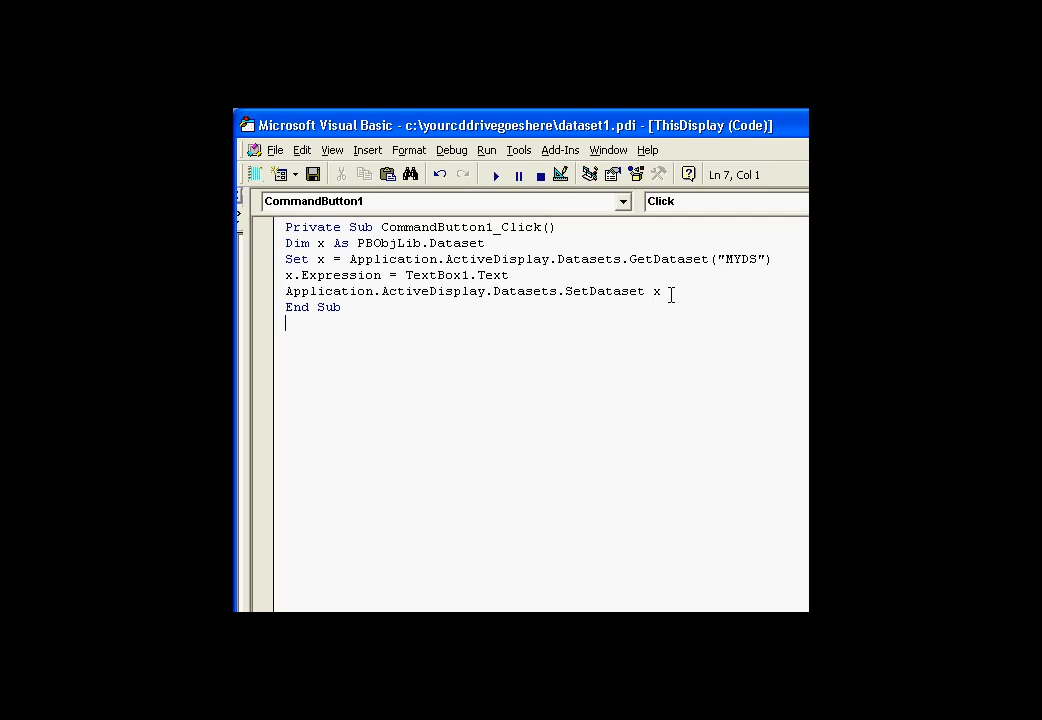 Microsoft Visual Basic - c:\yourcddrivegoeshere\dataset1.pdi - [ThisDisplay (Code)]
File Edit View Insert Format Debug Run Tools Add-Ins Window Help
Ln 7, Col 1
CommandButton1 Click
Private Sub CommandButton1_Click()
Dim x As PBObjLib.Dataset
Set x = Application.ActiveDisplay.Datasets.GetDataset("MYDS")
x.Expression = TextBox1.Text
Application.ActiveDisplay.Datasets.SetDataset x
End Sub